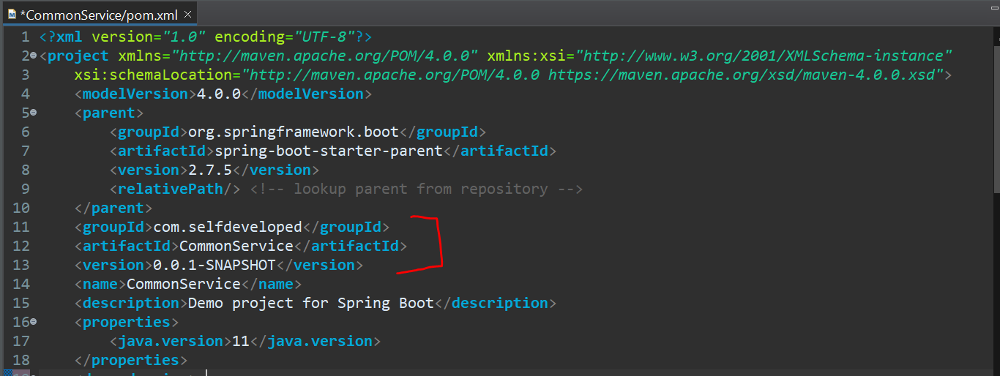 *CommonService/pom.xml
1 <?xml version="1.0" encoding="UTF-8"?>
2 <project xmlns="http://maven.apache.org/POM/4.0.0" xmlns:xsi="http://www.w3.org/2001/XMLSchema-instance"
3 xsi:schemaLocation="http://maven.apache.org/POM/4.0.0 https://maven.apache.org/xsd/maven-4.0.0.xsd">
4 <modelVersion>4.0.0</modelVersion>
5 <parent>
6 <groupId>org.springframework.boot</groupId>
7 <artifactId>spring-boot-starter-parent</artifactId>
8 <version>2.7.5</version>
9 <relativePath/> <!-- lookup parent from repository -->
10 </parent>
11 <groupId>com.selfdeveloped</groupId>
12 <artifactId>CommonService</artifactId>
13 <version>0.0.1-SNAPSHOT</version>
14 <name>CommonService</name>
15 <description>Demo project for Spring Boot</description>
16 <properties>
17 <java.version>11</java.version>
18 </properties>